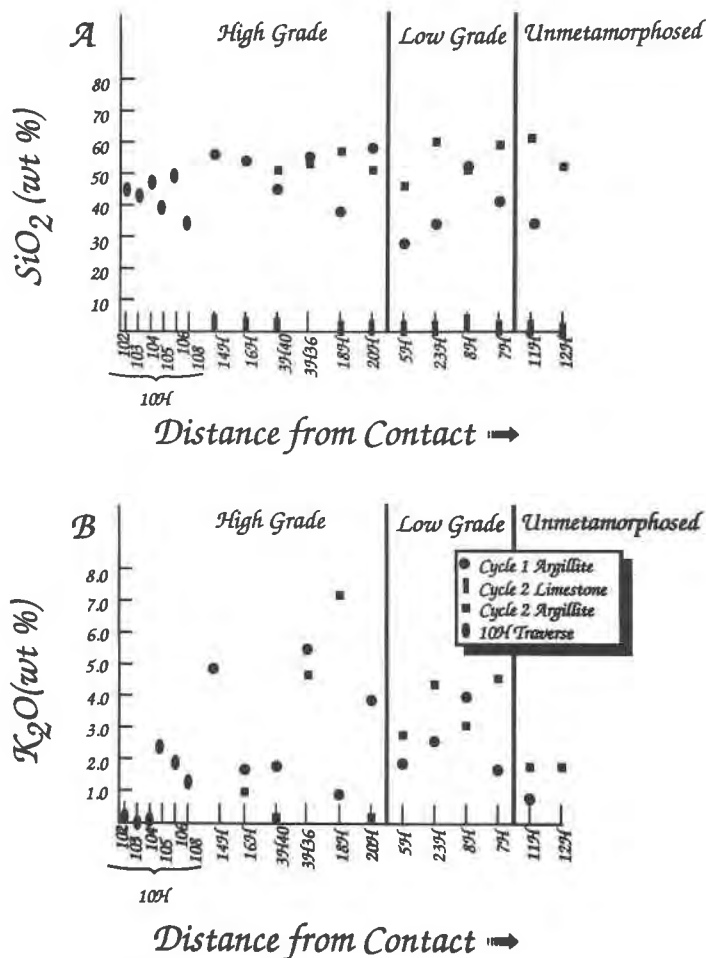 A High Grade Low Grade Unmetamorphosed
SiO2 (wt %)
80
70
60
50
40
30
20
10
102 103 104 105 106 108 14H 16H 39H40 39H36 18H 20H 5H 23H 8H 7H 11H 12H
10H
Distance from Contact ➡
B High Grade Low Grade Unmetamorphosed
Cycle 1 Argillite
Cycle 2 Limestone
Cycle 2 Argillite
10H Traverse
K2O (wt %)
8.0
7.0
6.0
5.0
4.0
3.0
2.0
1.0
102 103 104 105 106 108 14H 16H 39H40 39H36 18H 20H 5H 23H 8H 7H 11H 12H
10H
Distance from Contact ➡